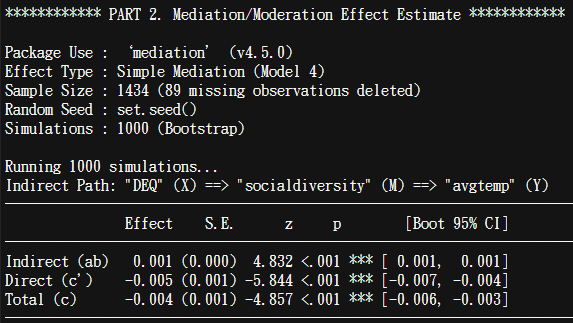 ************ PART 2. Mediation/Moderation Effect Estimate ************
Package Use : ‘mediation’ (v4.5.0)
Effect Type : Simple Mediation (Model 4)
Sample Size : 1434 (89 missing observations deleted)
Random Seed : set.seed()
Simulations : 1000 (Bootstrap)
Running 1000 simulations...
Indirect Path: "DEQ" (X) ==> "socialdiversity" (M) ==> "avgtemp" (Y)
Effect S.E. z p [Boot 95% CI]
Indirect (ab) 0.001 (0.000) 4.832 <.001 *** [ 0.001, 0.001]
Direct (c') -0.005 (0.001) -5.844 <.001 *** [-0.007, -0.004]
Total (c) -0.004 (0.001) -4.857 <.001 *** [-0.006, -0.003]